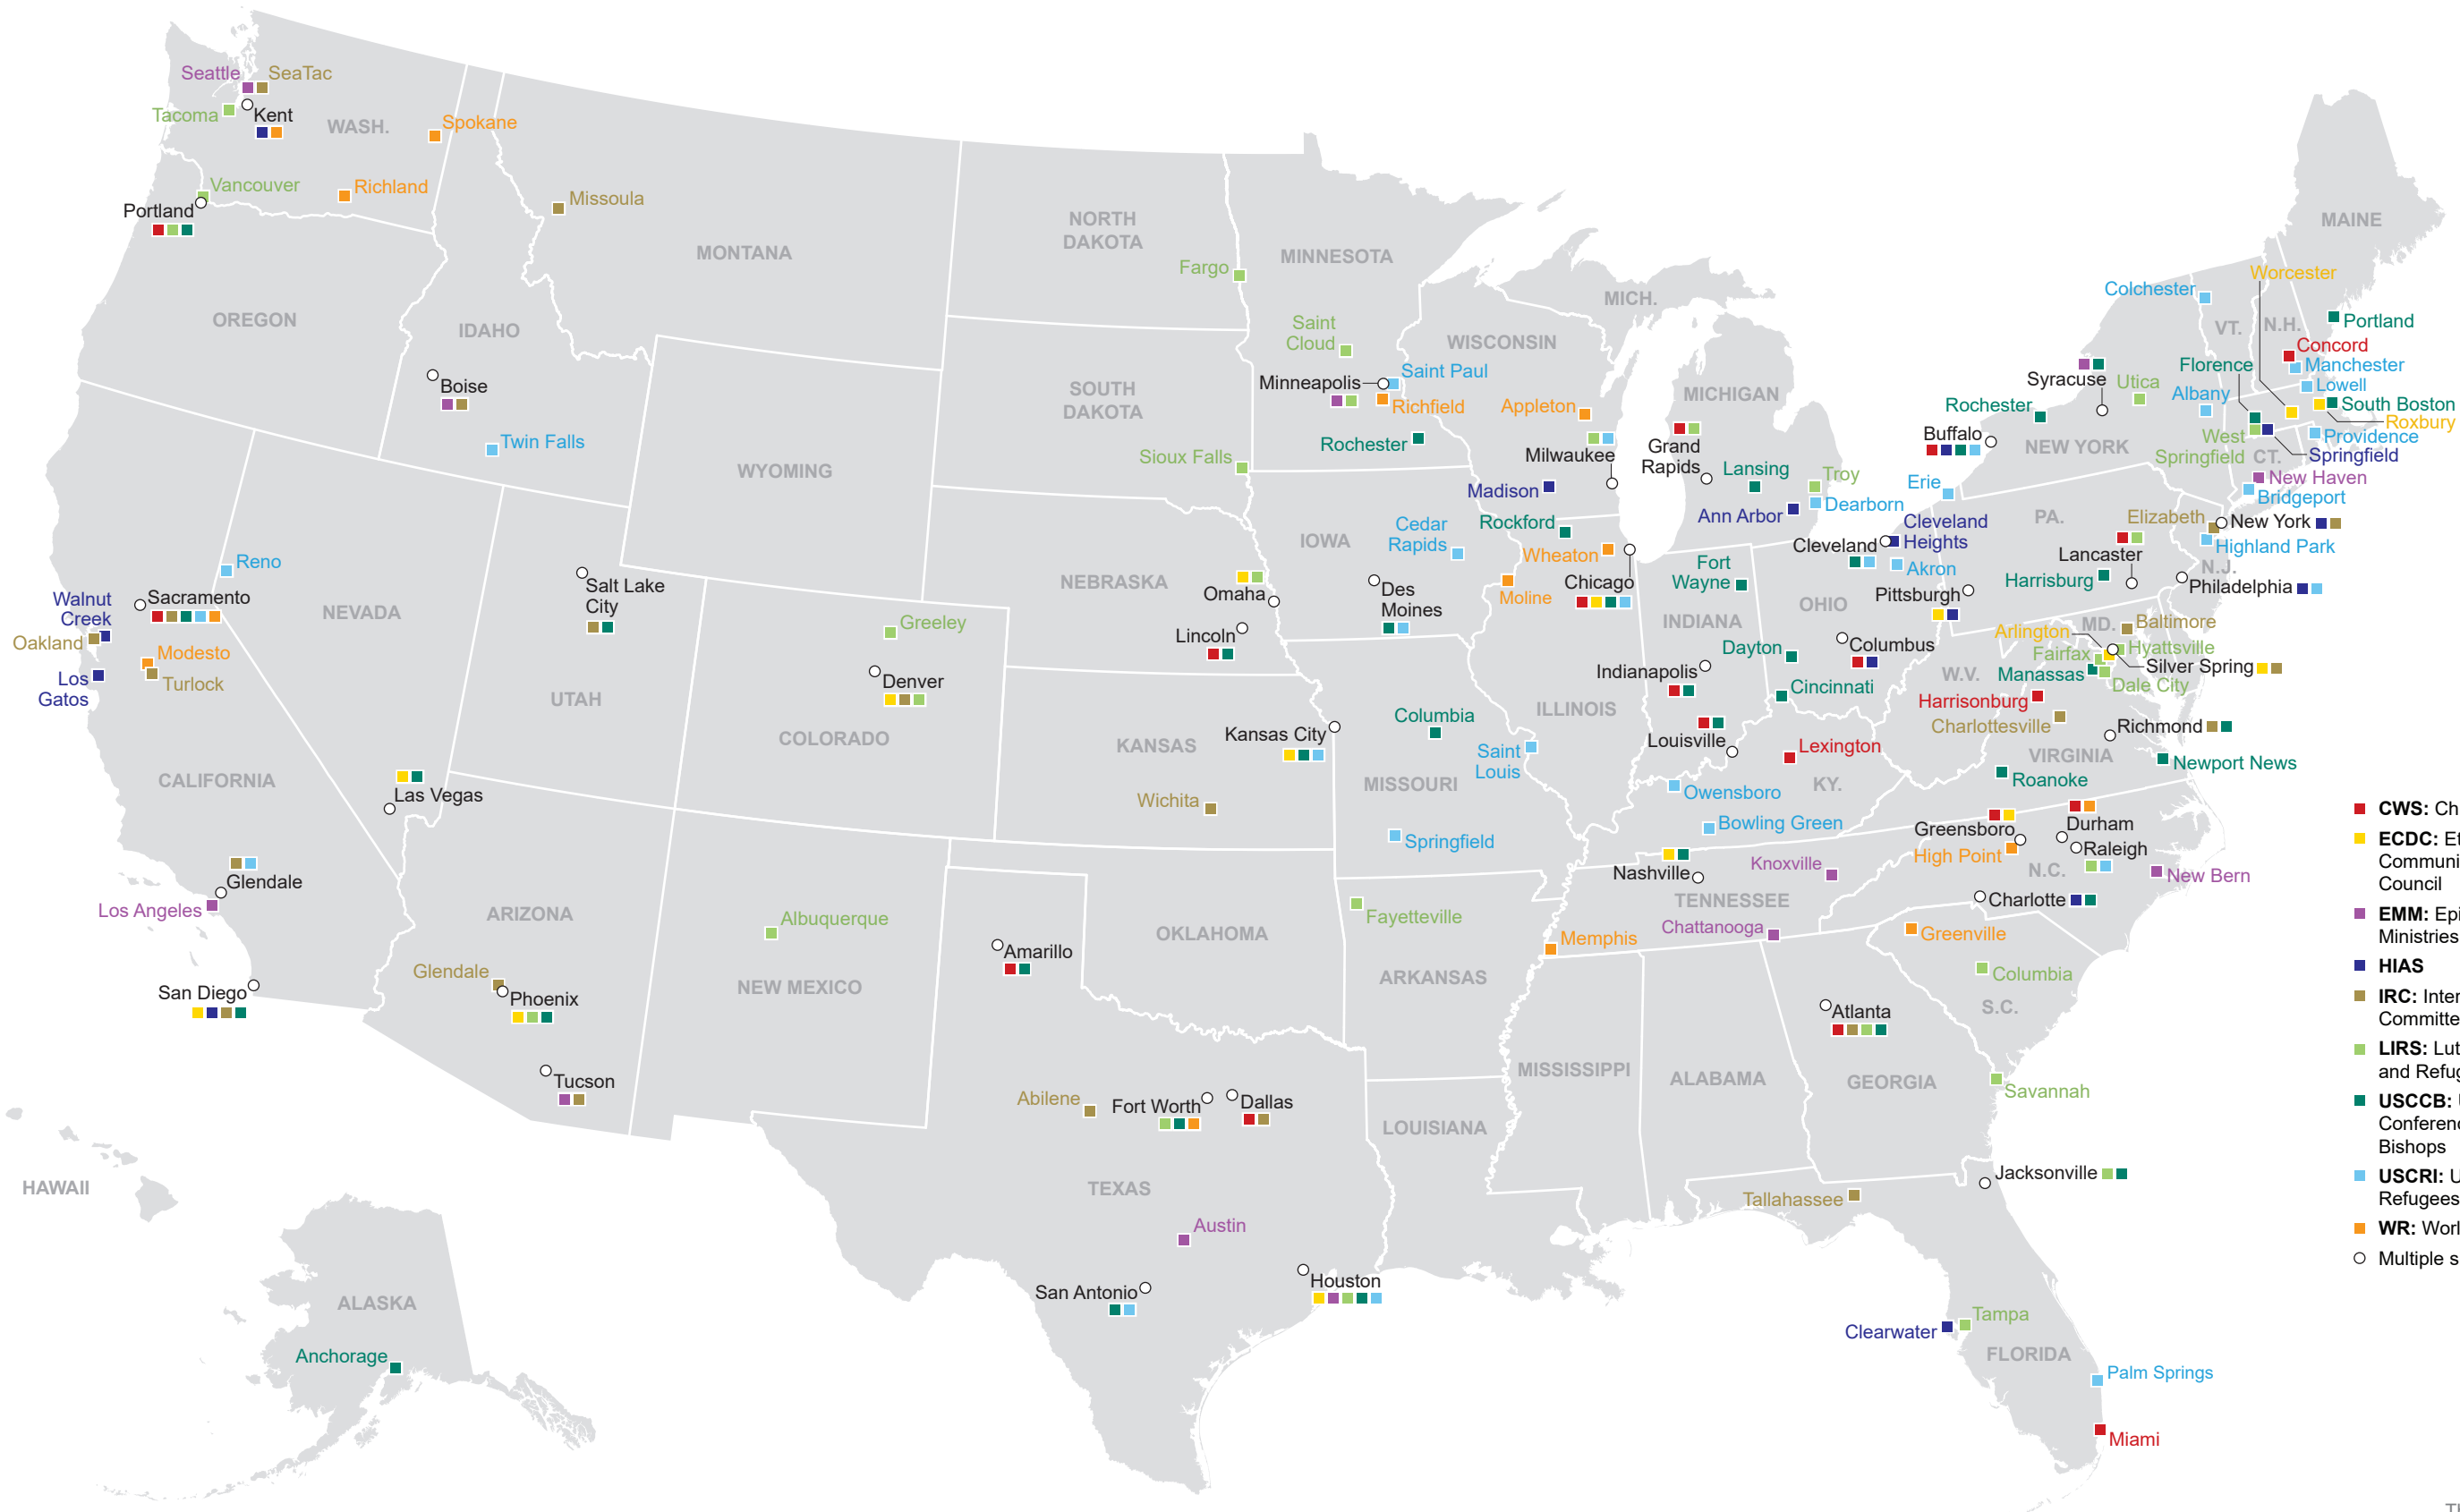 Seattle
SeaTac
Tacoma
Kent
WASH.
Spokane
Vancouver
Richland
Portland
Missoula
MONTANA
OREGON
IDAHO
Boise
Twin Falls
NORTH
DAKOTA
Fargo
MINNESOTA
Saint
Cloud
Minneapolis
Saint Paul
Richfield
Rochester
SOUTH
DAKOTA
Sioux Falls
WYOMING
WISCONSIN
Appleton
Milwaukee
Madison
MICH.
MICHIGAN
Grand
Rapids
Lansing
Troy
Dearborn
Ann Arbor
MAINE
Worcester
Colchester
VT.
N.H.
Portland
Concord
Manchester
Lowell
Florence
Albany
South Boston
Roxbury
Providence
Springfield
West
Springfield
CT.
New Haven
Bridgeport
Syracuse
Utica
Rochester
Buffalo
NEW YORK
Erie
PA.
Elizabeth
New York
Highland Park
N.J.
Lancaster
Harrisburg
Philadelphia
Pittsburgh
Cleveland
Heights
Cleveland
Akron
OHIO
Columbus
Dayton
Cincinnati
Fort
Wayne
INDIANA
Indianapolis
Rockford
Wheaton
Chicago
Moline
ILLINOIS
IOWA
Cedar
Rapids
Des
Moines
NEBRASKA
Omaha
Lincoln
Reno
NEVADA
Walnut
Creek
Sacramento
Oakland
Modesto
Turlock
Los
Gatos
CALIFORNIA
Salt Lake
City
UTAH
Greeley
Denver
COLORADO
Las Vegas
KANSAS
Kansas City
Wichita
Columbia
MISSOURI
Saint
Louis
Springfield
Louisville
Lexington
KY.
Owensboro
Bowling Green
MD.
Baltimore
Arlington
Hyattsville
Fairfax
Silver Spring
Manassas
Dale City
W.V.
Harrisonburg
Charlottesville
Richmond
VIRGINIA
Newport News
Roanoke
Greensboro
Durham
High Point
Raleigh
N.C.
New Bern
Charlotte
Nashville
Knoxville
TENNESSEE
Chattanooga
Memphis
Glendale
Los Angeles
San Diego
ARIZONA
Glendale
Phoenix
Tucson
Albuquerque
NEW MEXICO
Amarillo
OKLAHOMA
Fayetteville
ARKANSAS
Greenville
Columbia
S.C.
Atlanta
GEORGIA
Savannah
MISSISSIPPI
ALABAMA
LOUISIANA
Abilene
Fort Worth
Dallas
TEXAS
Austin
San Antonio
Houston
Jacksonville
Tallahassee
Tampa
Clearwater
FLORIDA
Palm Springs
Miami
HAWAII
ALASKA
Anchorage
CWS: Ch
ECDC: Et
Communi
Council
EMM: Epi
Ministries
HIAS
IRC: Inter
Committe
LIRS: Lut
and Refug
USCCB: U
Conferenc
Bishops
USCRI: U
Refugees
WR: Worl
Multiple s